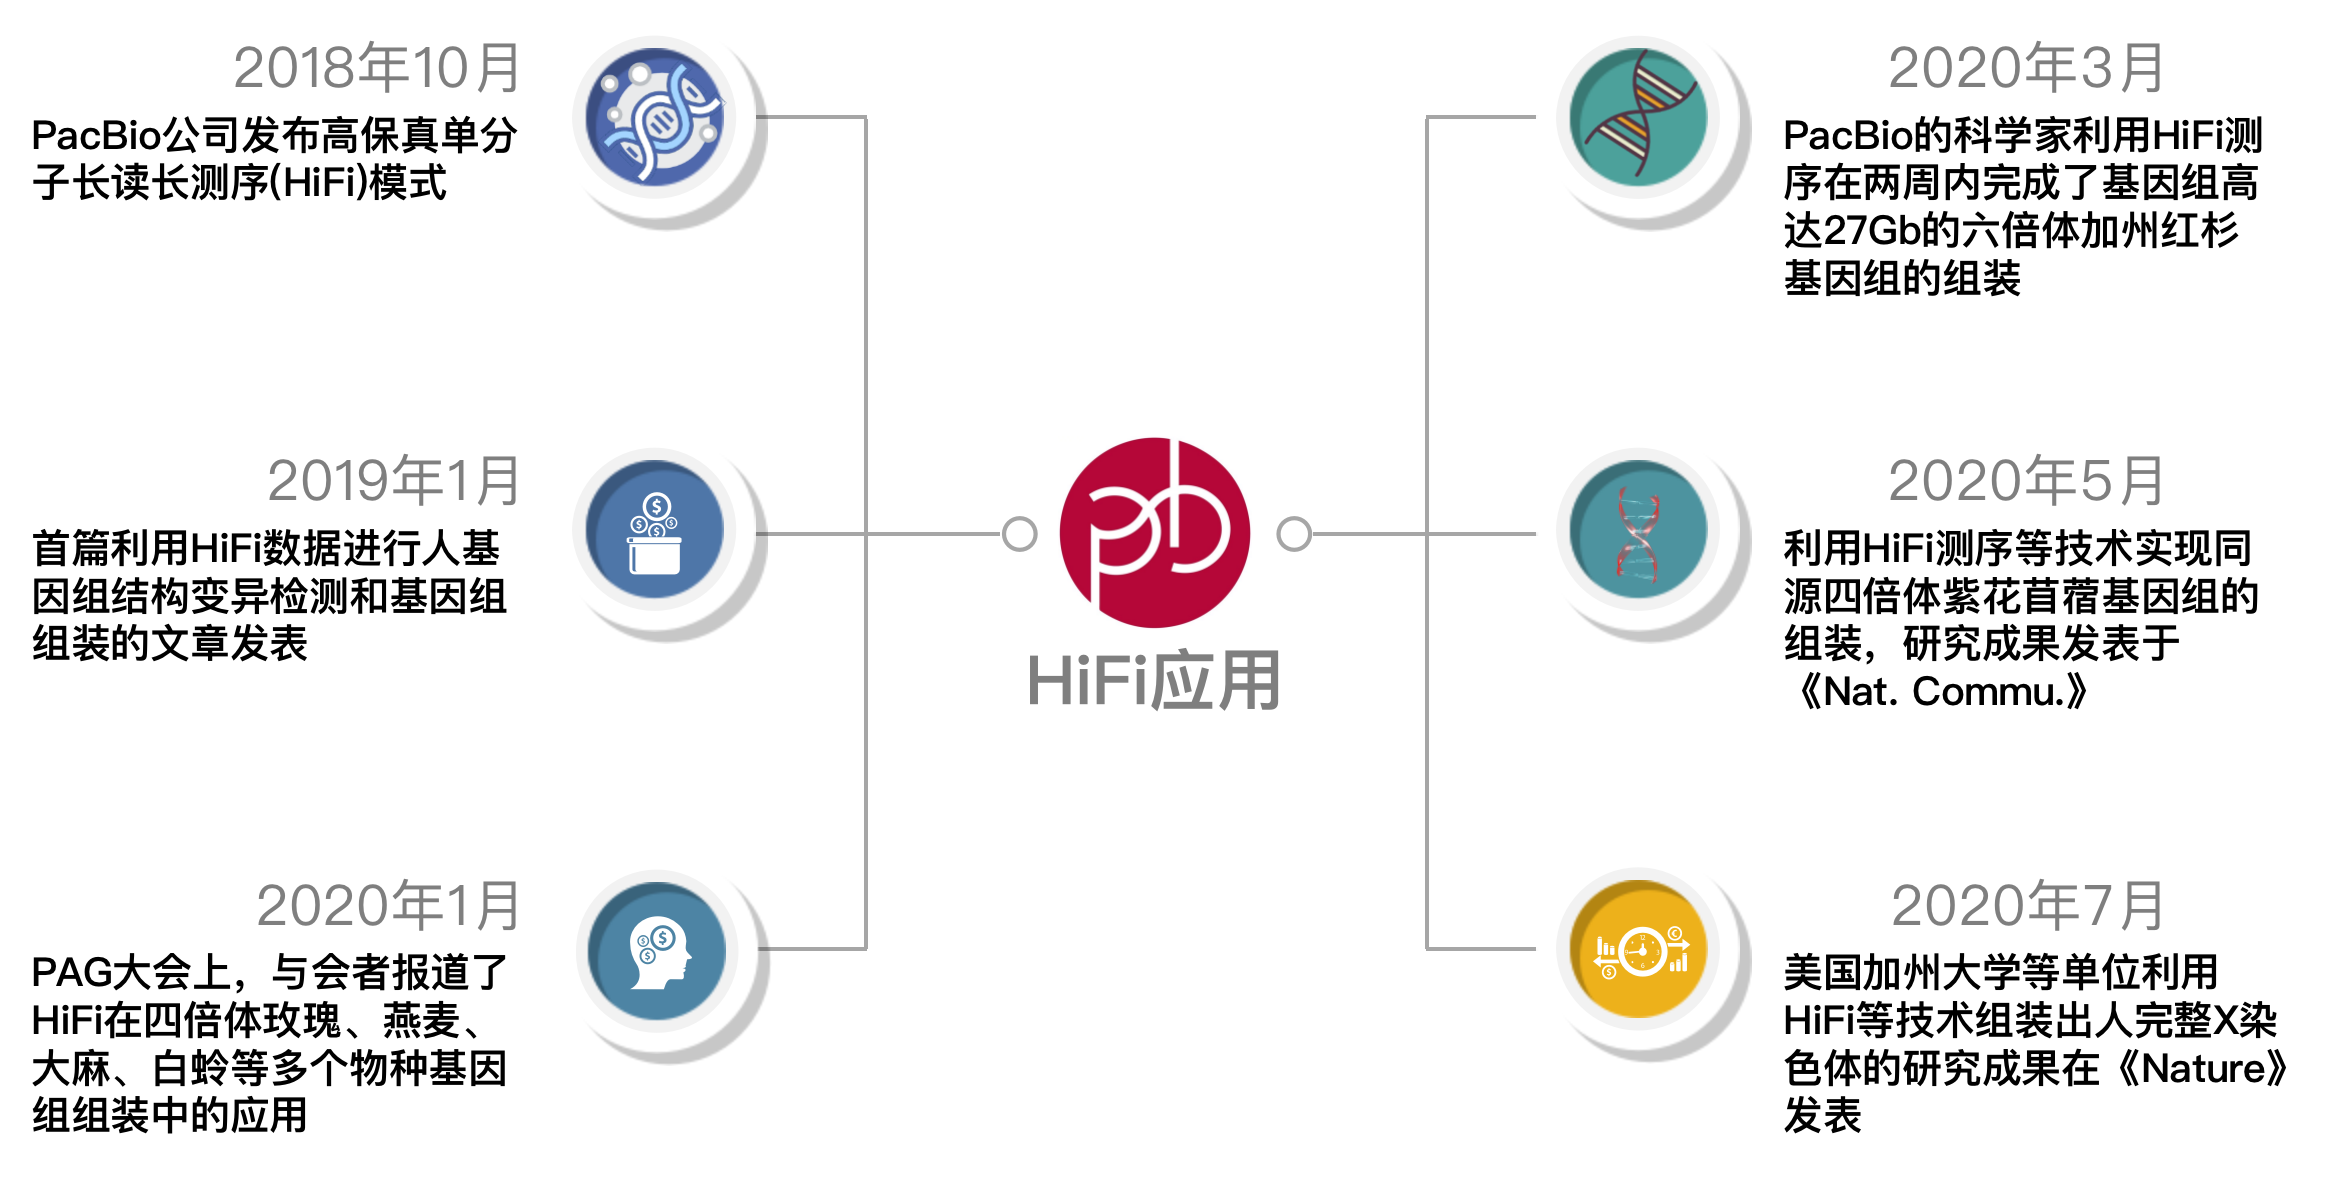 2018年10月
PacBio公司发布高保真单分
子长读长测序(HiFi)模式
2019年1月
首篇利用HiFi数据进行人基
因组结构变异检测和基因组
组装的文章发表
2020年1月
PAG大会上，与会者报道了
HiFi在四倍体玫瑰、燕麦、
大麻、白蛉等多个物种基因
组组装中的应用
pb
HiFi应用
2020年3月
PacBio的科学家利用HiFi测
序在两周内完成了基因组高
达27Gb的六倍体加州红杉
基因组的组装
2020年5月
利用HiFi测序等技术实现同
源四倍体紫花苜蓿基因组的
组装，研究成果发表于
《Nat. Commu.》
2020年7月
美国加州大学等单位利用
HiFi等技术组装出人完整X染
色体的研究成果在《Nature》
发表